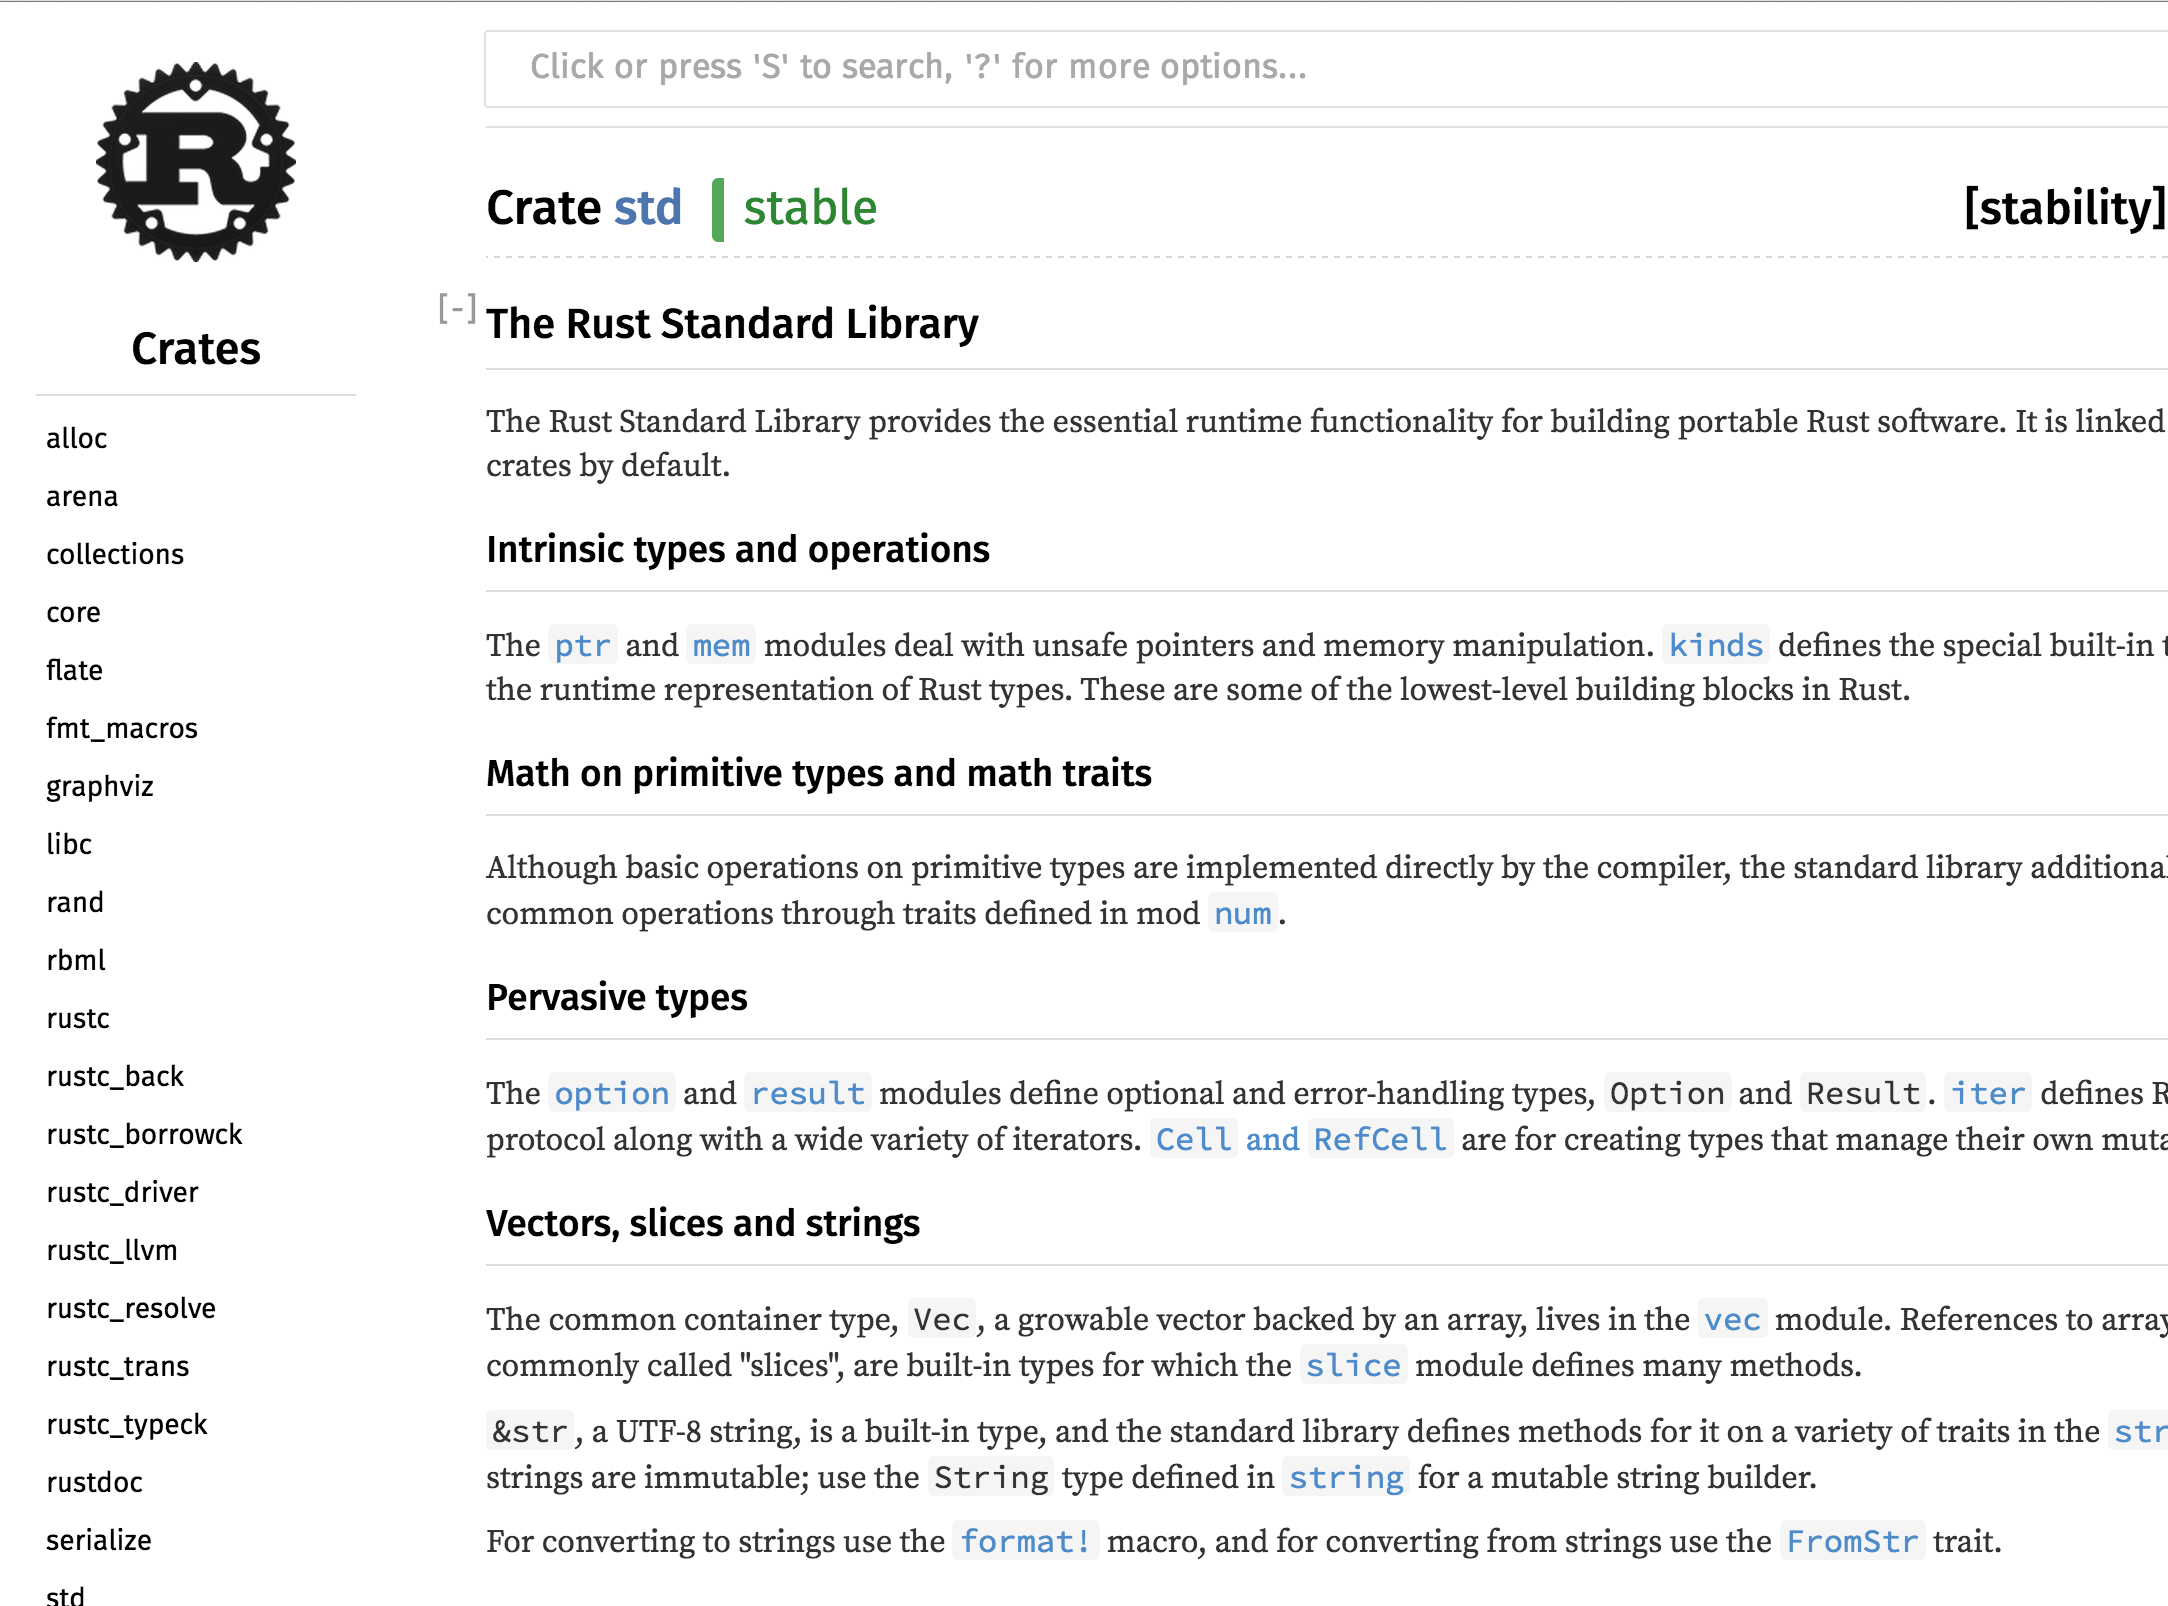 R
Click or press 'S' to search, '?' for more options...
Crate std stable [stability]
[-] The Rust Standard Library
The Rust Standard Library provides the essential runtime functionality for building portable Rust software. It is linked
crates by default.
Intrinsic types and operations
The ptr and mem modules deal with unsafe pointers and memory manipulation. kinds defines the special built-in
the runtime representation of Rust types. These are some of the lowest-level building blocks in Rust.
Math on primitive types and math traits
Although basic operations on primitive types are implemented directly by the compiler, the standard library
common operations through traits defined in mod num.
Pervasive types
The option and result modules define optional and error-handling types, Option and Result. iter defines
protocol along with a wide variety of iterators. Cell and RefCell are for creating types that manage their own
Vectors, slices and strings
The common container type, Vec, a growable vector backed by an array, lives in the vec module. References to
commonly called "slices", are built-in types for which the slice module defines many methods.
&str, a UTF-8 string, is a built-in type, and the standard library defines methods for it on a variety of traits in the str
strings are immutable; use the String type defined in string for a mutable string builder.
For converting to strings use the format! macro, and for converting from strings use the FromStr trait.
Crates
alloc
arena
collections
core
flate
fmt_macros
graphviz
libc
rand
rbml
rustc
rustc_back
rustc_borrowck
rustc_driver
rustc_llvm
rustc_resolve
rustc_trans
rustc_typeck
rustdoc
serialize
std